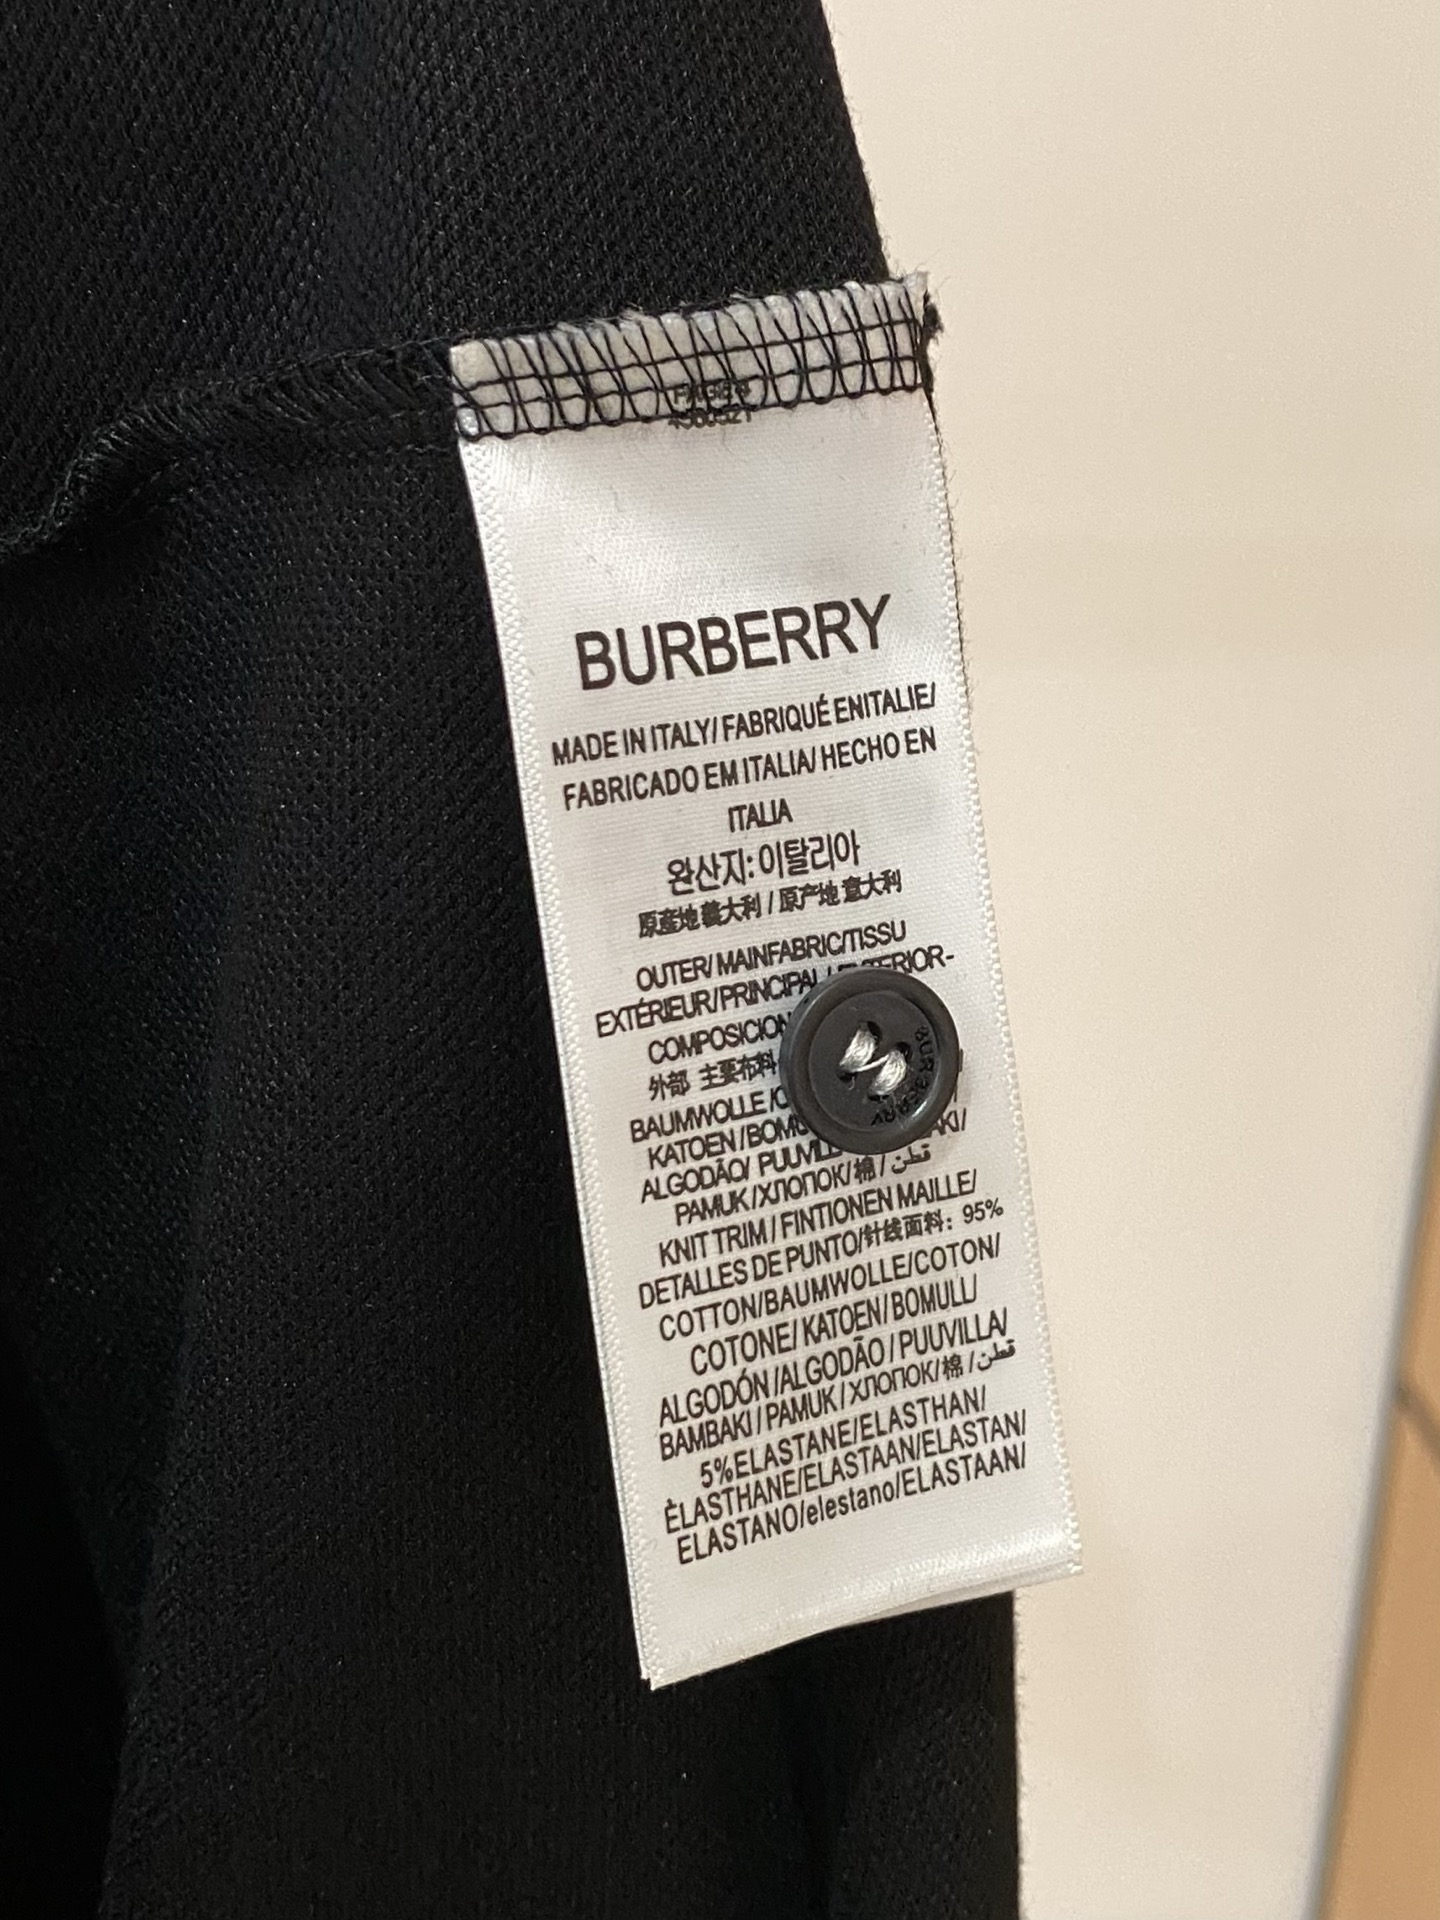 BURBERRY
MADE IN ITALY/ FABRIQUÉ ENITALIE/
FABRICADO EM ITALIA/ HECHO EN
ITALIA
완산지: 이탈리아
原産地義大利 / 原产地 意大利
OUTER/ MAINFABRIC/TISSU
EXTÉRIEUR/PRINCIPAL
COMPOSICION
外部 主要布料
BAUMWOLLE /
KATOEN /
ALGODÃO/
PAMUK /ХЛОПОК/ 棉 / قطن
KNIT TRIM / FINTIONEN MAILLE/
DETALLES DE PUNTO/针线面料: 95%
COTTON/BAUMWOLLE/COTON/
COTONE/ KATOEN/ BOMULL/
ALGODÓN /ALGODÃO / PUUVILLA/
BAMBAKI / PAMUK / ХЛОПОК/ 棉 / قطن
5%ELASTANE/ELASTHAN/
ÈLASTHANE/ELASTAAN/ELASTAN/
ELASTANO/elestano/ELASTAAN/
BURBERRY